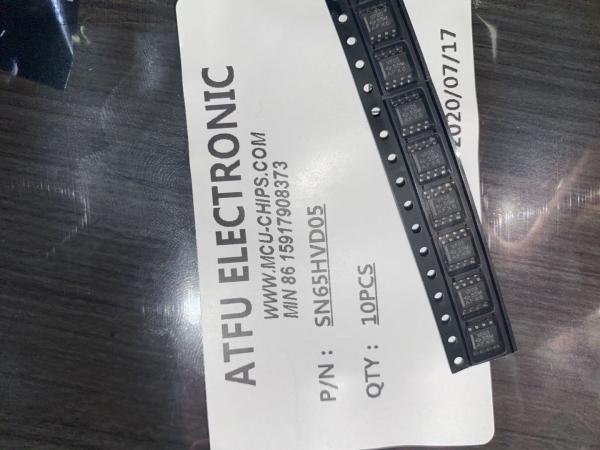 ATFU ELECTRONIC
WWW.MCU-CHIPS.COM
MIN 86 15917908373
P/N : SN65HVD05
QTY : 10PCS
2020/07/17